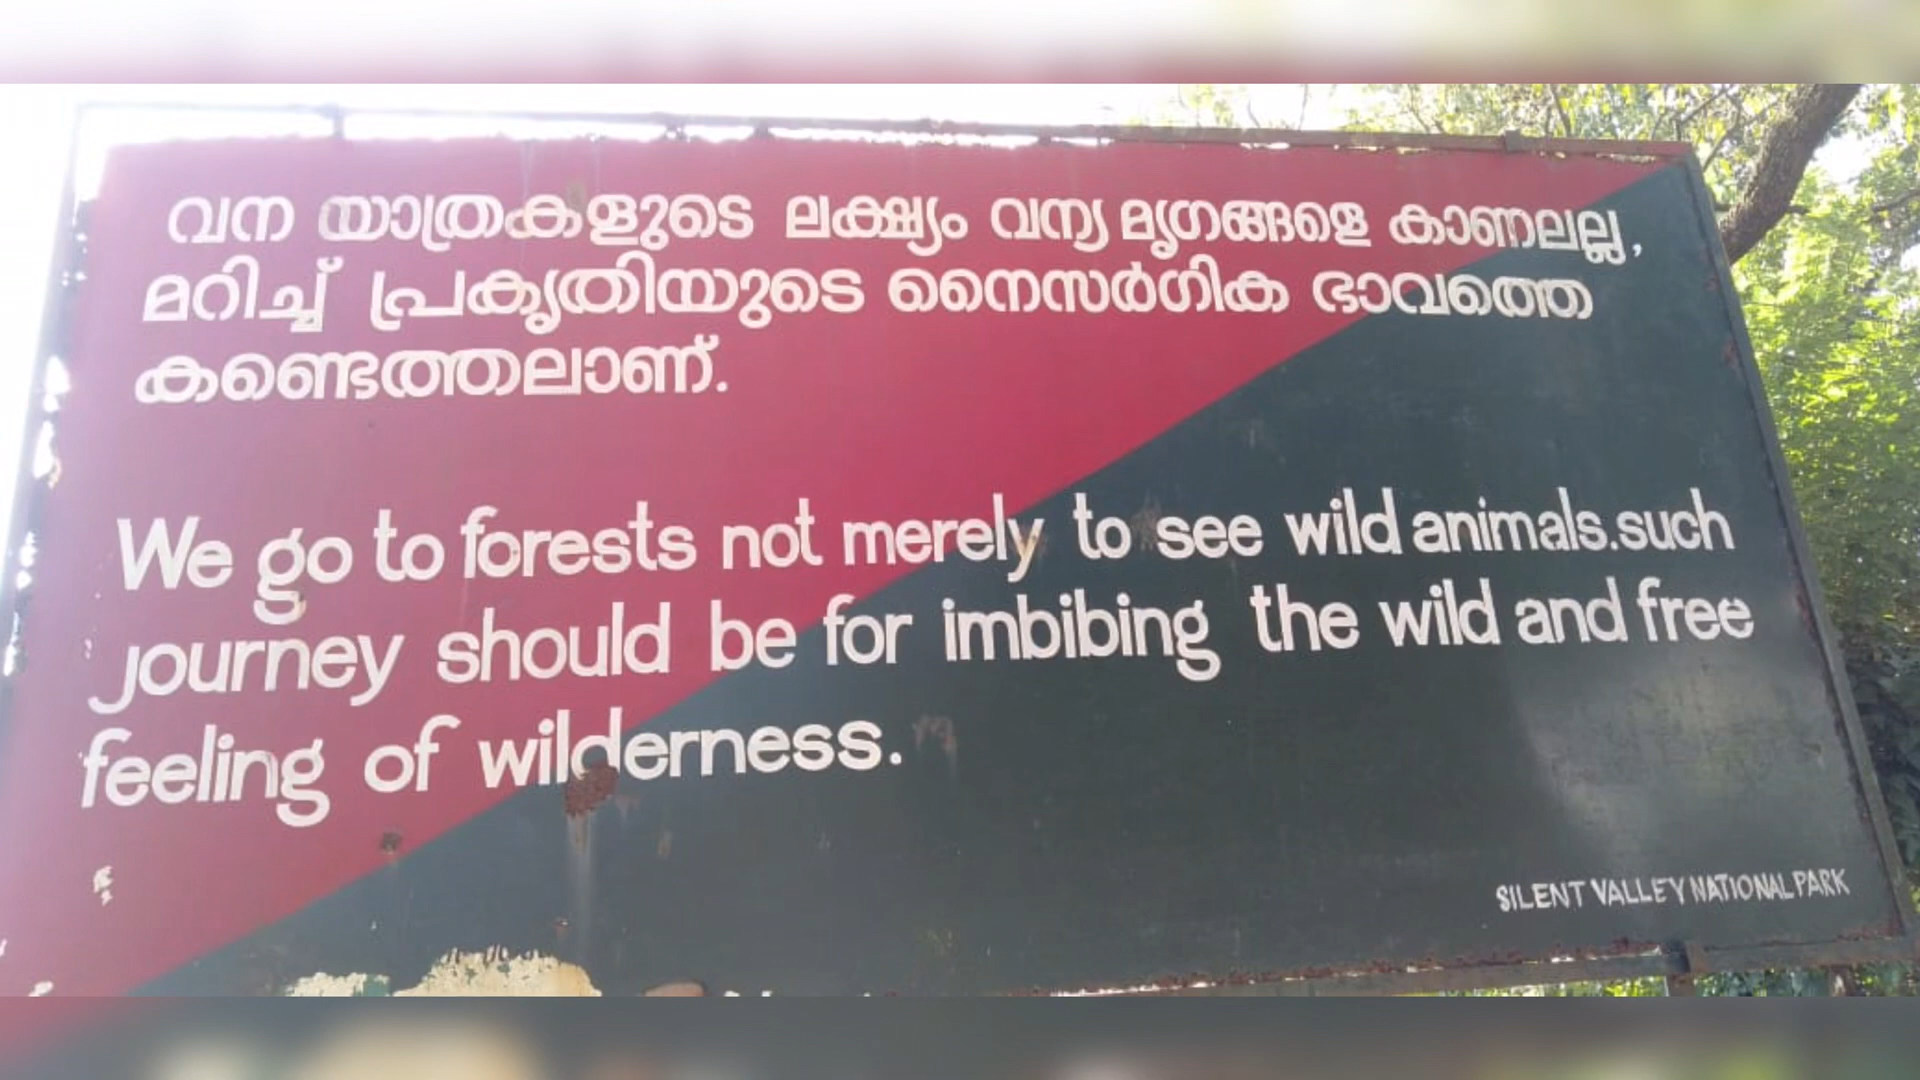 വന യാത്രകളുടെ ലക്ഷ്യം വന്യ മൃഗങ്ങളെ കാണലല്ല,
മറിച്ച് പ്രകൃതിയുടെ നൈസർഗിക ഭാവത്തെ
കണ്ടെത്തലാണ്.
We go to forests not merely to see wild animals.such
journey should be for imbibing the wild and free
feeling of wilderness.
SILENT VALLEY NATIONAL PARK